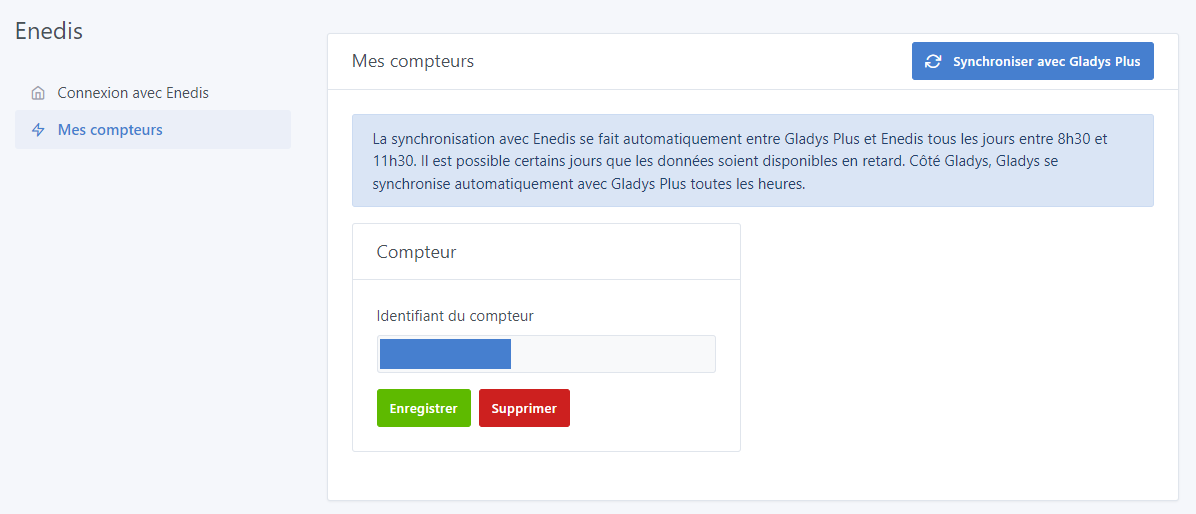 Enedis
Connexion avec Enedis
Mes compteurs
Mes compteurs
Synchroniser avec Gladys Plus
La synchronisation avec Enedis se fait automatiquement entre Gladys Plus et Enedis tous les jours entre 8h30 et
11h30. Il est possible certains jours que les données soient disponibles en retard. Côté Gladys, Gladys se
synchronise automatiquement avec Gladys Plus toutes les heures.
Compteur
Identifiant du compteur
Enregistrer
Supprimer